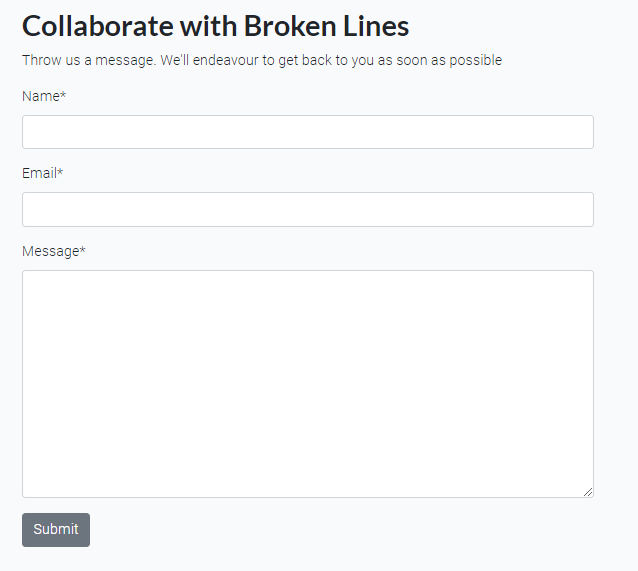 Collaborate with Broken Lines
Throw us a message. We'll endeavour to get back to you as soon as possible
Name*
Email*
Message*
Submit